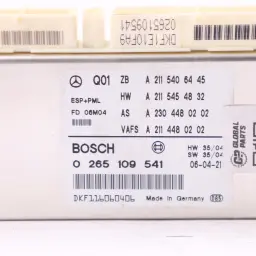 DKF1E10FA9
0265109541
Q01 ZB A 211 540 64 45
HW A 211 545 48 32
ESP+PML
FD 06M04 AS A 230 448 02 02
VAFS A 211 448 02 02
BOSCH HW 35/04
SW 35/04
0 265 109 541 06-04-21
DKF116060406 Made in Germany
GLOBAL
PARTS